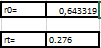 r0= 0,643319
rt= 0.276